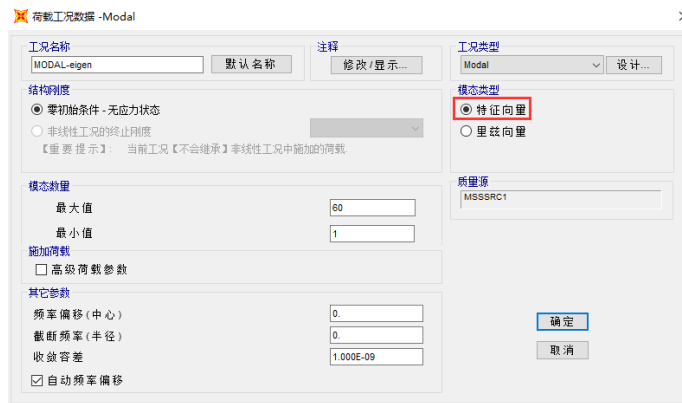 荷载工况数据 -Modal
工况名称
MODAL-eigen
默认名称
注释
修改/显示...
工况类型
Modal
设计...
结构刚度
零初始条件 - 无应力状态
非线性工况的终止刚度
【重要提示】: 当前工况【不会继承】非线性工况中施加的荷载.
模态类型
特征向量
里兹向量
模态数量
最大值 60
最小值 1
质量源
MSSSRC1
施加荷载
高级荷载参数
其它参数
频率偏移(中心) 0.
截断频率(半径) 0.
收敛容差 1.000E-09
自动频率偏移
确定
取消